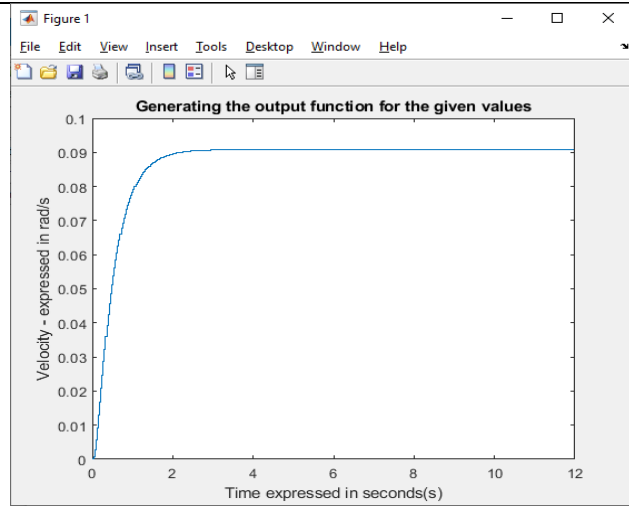 Figure 1
File Edit View Insert Tools Desktop Window Help
Generating the output function for the given values
0.1
0.09
0.08
0.07
0.06
0.05
0.04
0.03
0.02
0.01
0
Velocity - expressed in rad/s
0 2 4 6 8 10 12
Time expressed in seconds(s)